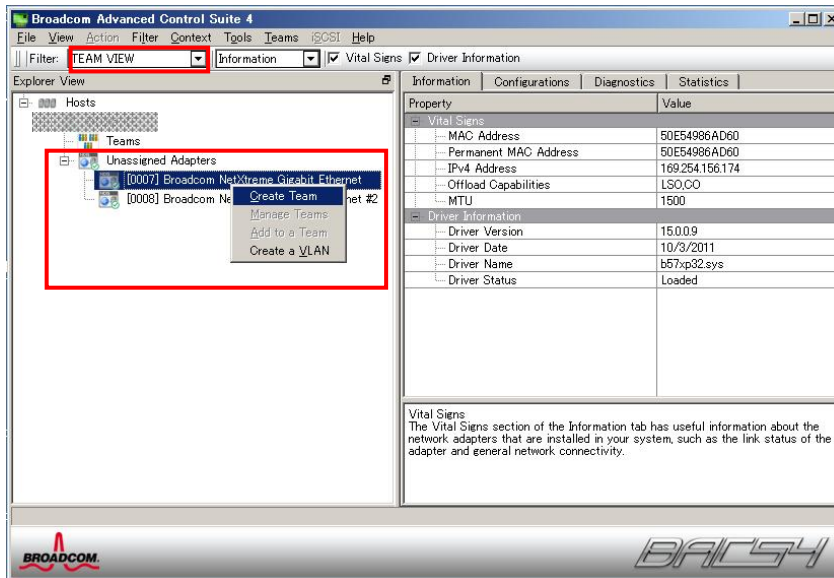 Broadcom Advanced Control Suite 4
File View Action Filter Context Tools Teams iSCSI Help
Filter: TEAM VIEW Information Vital Signs Driver Information
Explorer View
Hosts
Teams
Unassigned Adapters
[0007] Broadcom NetXtreme Gigabit Ethernet
[0008] Broadcom Ne net #2
Create Team
Manage Teams
Add to a Team
Create a VLAN
Information Configurations Diagnostics Statistics
Property Value
Vital Signs
MAC Address 50E54986AD60
Permanent MAC Address 50E54986AD60
IPv4 Address 169.254.156.174
Offload Capabilities LSO,CO
MTU 1500
Driver Information
Driver Version 15.0.0.9
Driver Date 10/3/2011
Driver Name b57xp32.sys
Driver Status Loaded
Vital Signs
The Vital Signs section of the Information tab has useful information about the
network adapters that are installed in your system, such as the link status of the
adapter and general network connectivity.
BROADCOM.
BACS4